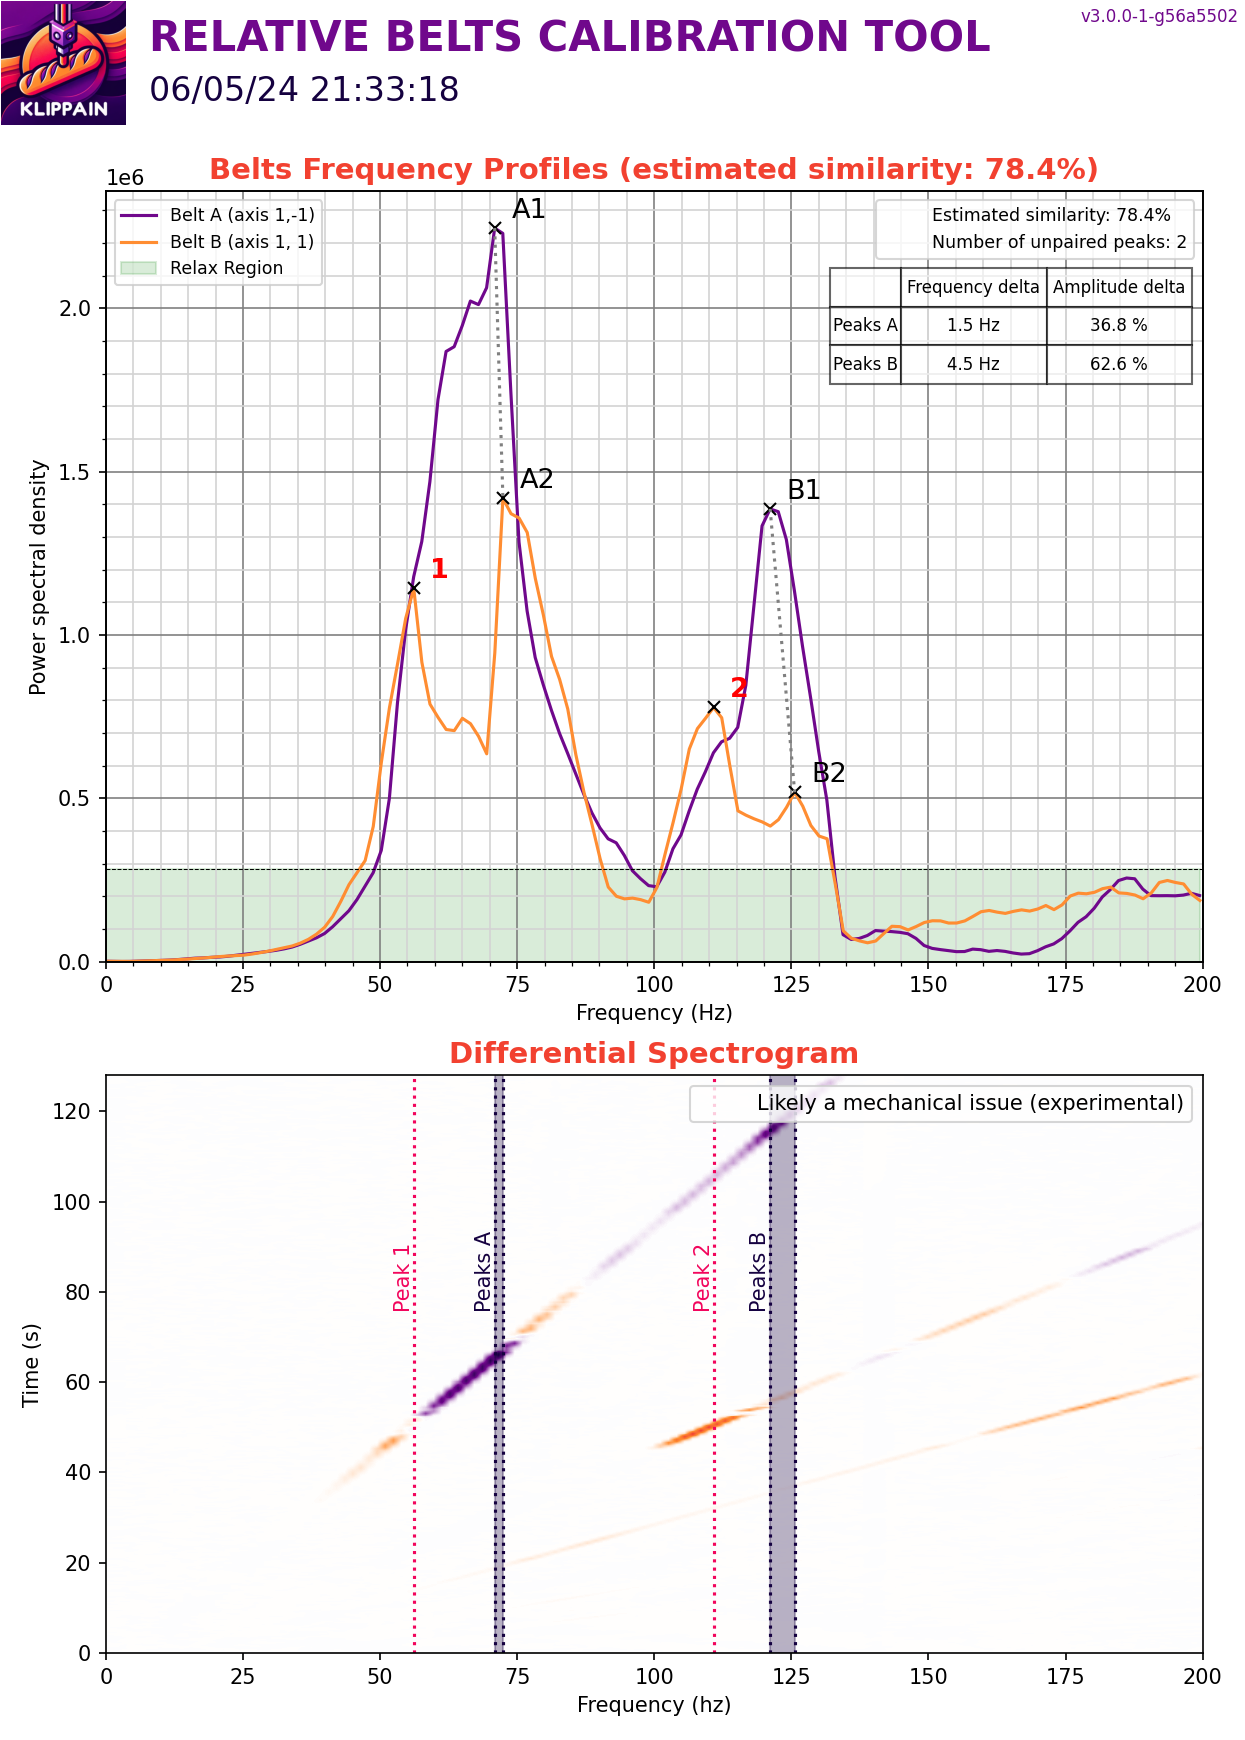 v3.0.0-1-g56a5502
RELATIVE BELTS CALIBRATION TOOL
06/05/24 21:33:18
KLIPPAIN
Belts Frequency Profiles (estimated similarity: 78.4%)
1e6
Belt A (axis 1,-1)
Belt B (axis 1, 1)
Relax Region
Estimated similarity: 78.4%
Number of unpaired peaks: 2
Frequency delta Amplitude delta
Peaks A 1.5 Hz 36.8 %
Peaks B 4.5 Hz 62.6 %
A1
A2
B1
1
2
B2
Power spectral density
2.0
1.5
1.0
0.5
0.0
0 25 50 75 100 125 150 175 200
Frequency (Hz)
Differential Spectrogram
Likely a mechanical issue (experimental)
Peak 1
Peaks A
Peak 2
Peaks B
Time (s)
120
100
80
60
40
20
0
0 25 50 75 100 125 150 175 200
Frequency (hz)